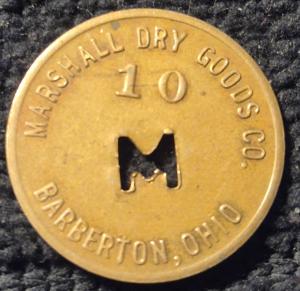 MARSHALL DRY GOODS CO.
10
M
BARBERTON, OHIO